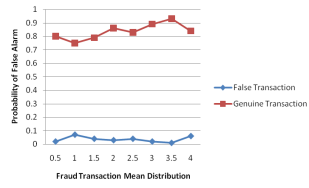 1
0.9
0.8
0.7
0.6
0.5
0.4
0.3
0.2
0.1
0
Probability of False Alarm
0.5 1 1.5 2 2.5 3 3.5 4
Fraud Transaction Mean Distribution
False Transaction
Genuine Transaction